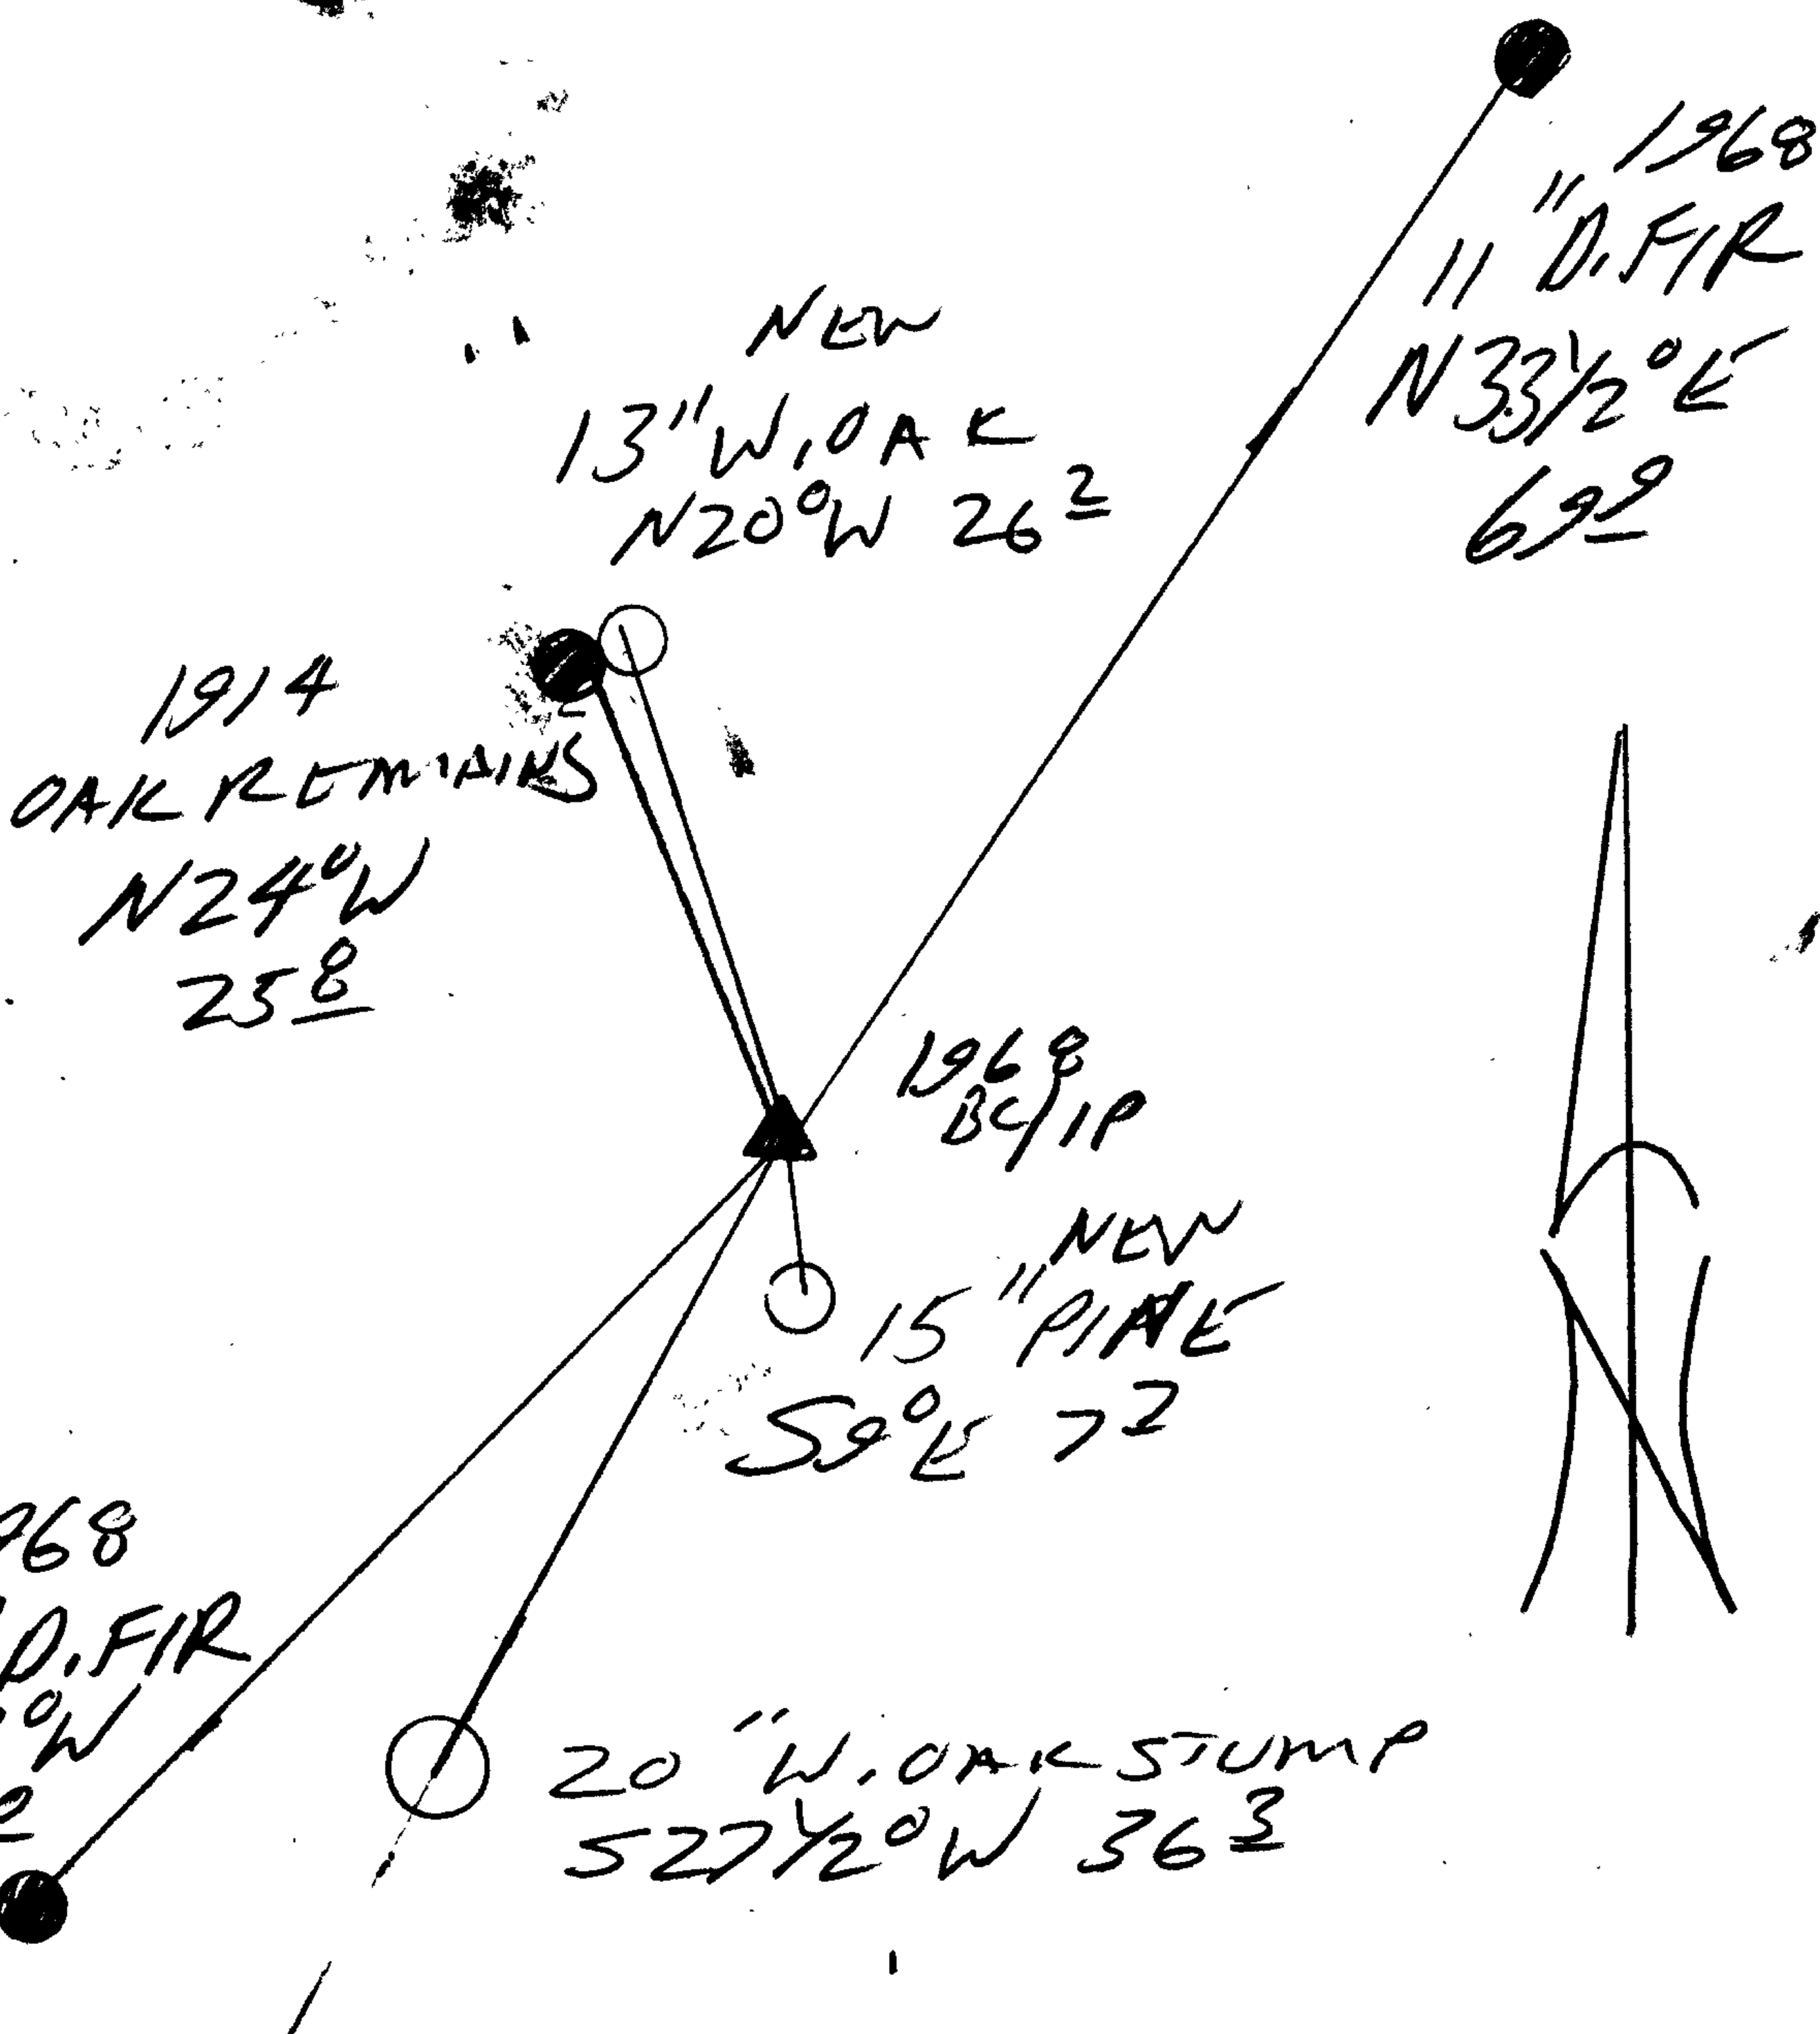 1968
11" D. FIR
N33½°E
69 9
NEW
13" W. OAK
N20°W 26 2
1914
OAK REMAINS
N24°W
25 8
1968
BC/IP
NEW
15" PINE
S9°E 7 2
968
D. FIR
°W
20" W. OAK STUMP
S27½°W 36 3
N